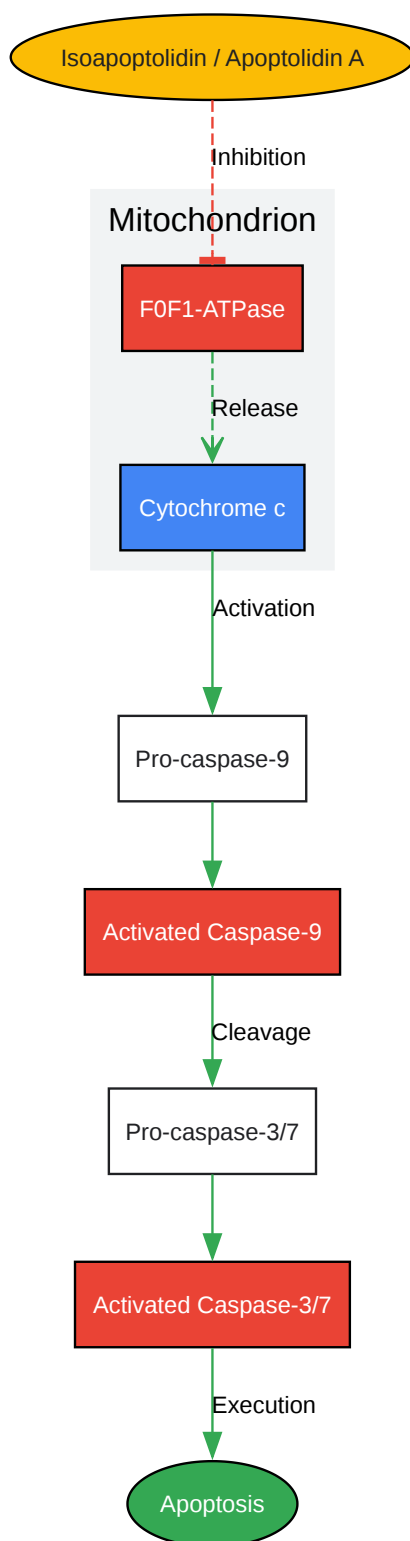 Isoapoptolidin / Apoptolidin A
Inhibition
Mitochondrion
F0F1-ATPase
Release
Cytochrome c
Activation
Pro-caspase-9
Activated Caspase-9
Cleavage
Pro-caspase-3/7
Activated Caspase-3/7
Execution
Apoptosis